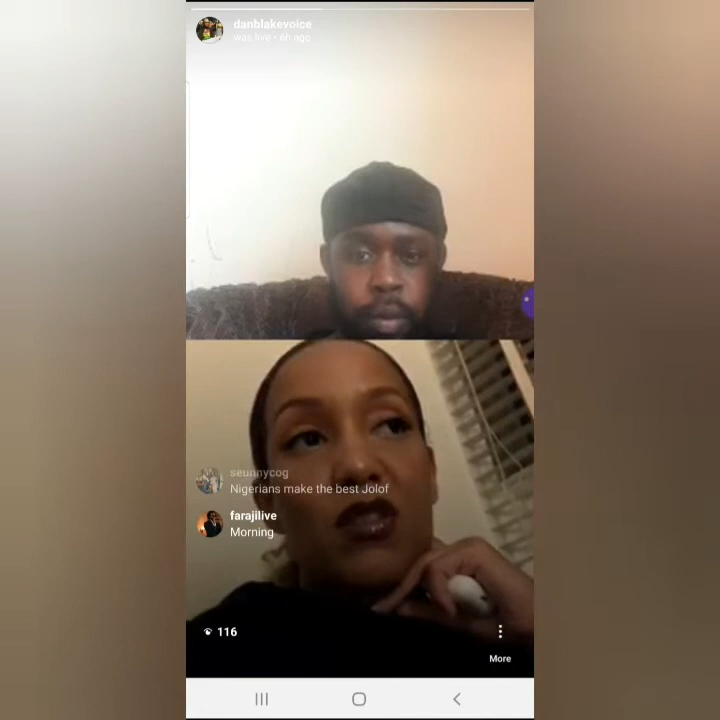 danblakevoice
was live • 6h ago
seunnycog
Nigerians make the best Jolof
farajilive
Morning
116
More